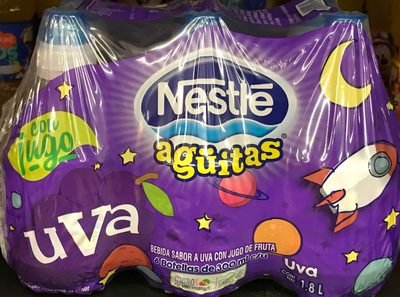 Nestlé
agüitas
con
jugo
uva
BEBIDA SABOR A UVA CON JUGO DE FRUTA
6 Botellas de 300 ml c/u
Uva
1.8 L